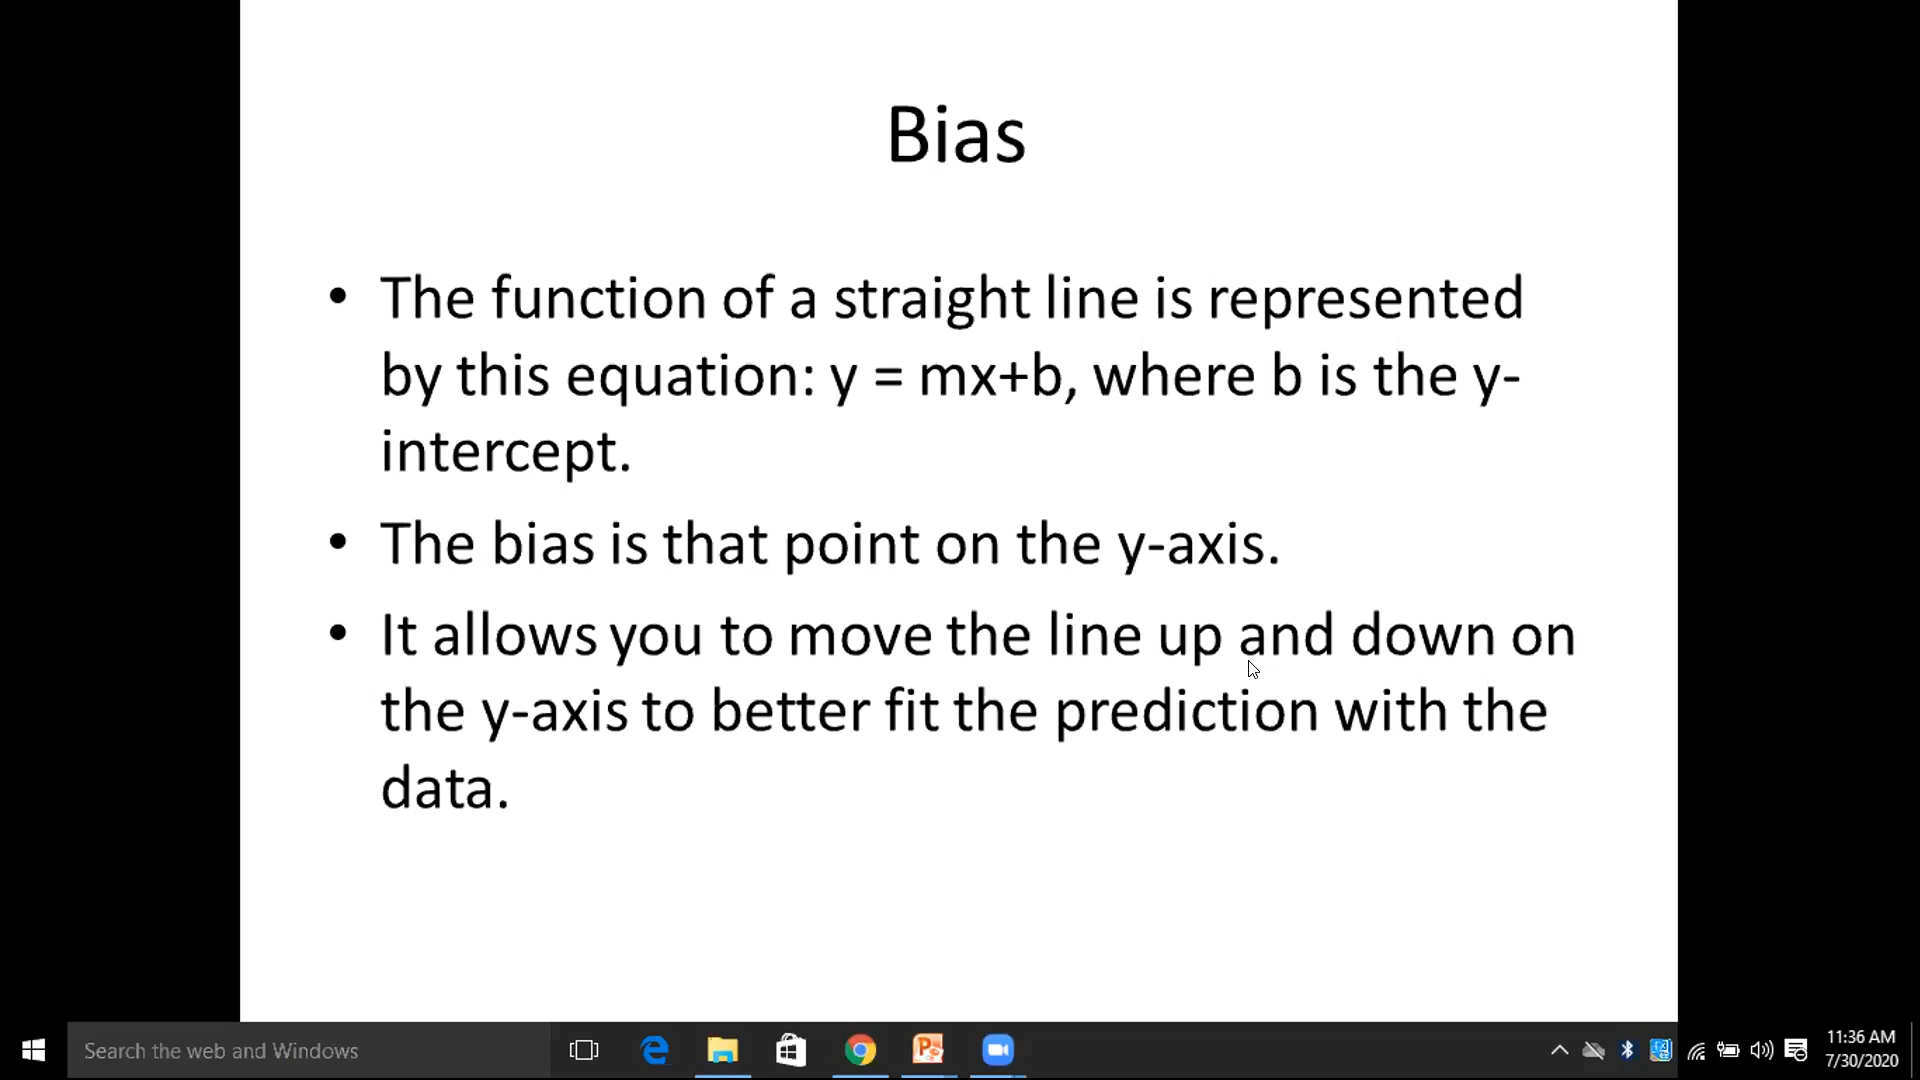 Bias
• The function of a straight line is represented
by this equation: y = mx+b, where b is the y-
intercept.
• The bias is that point on the y-axis.
• It allows you to move the line up and down on
the y-axis to better fit the prediction with the
data.
Search the web and Windows
11:36 AM
7/30/2020